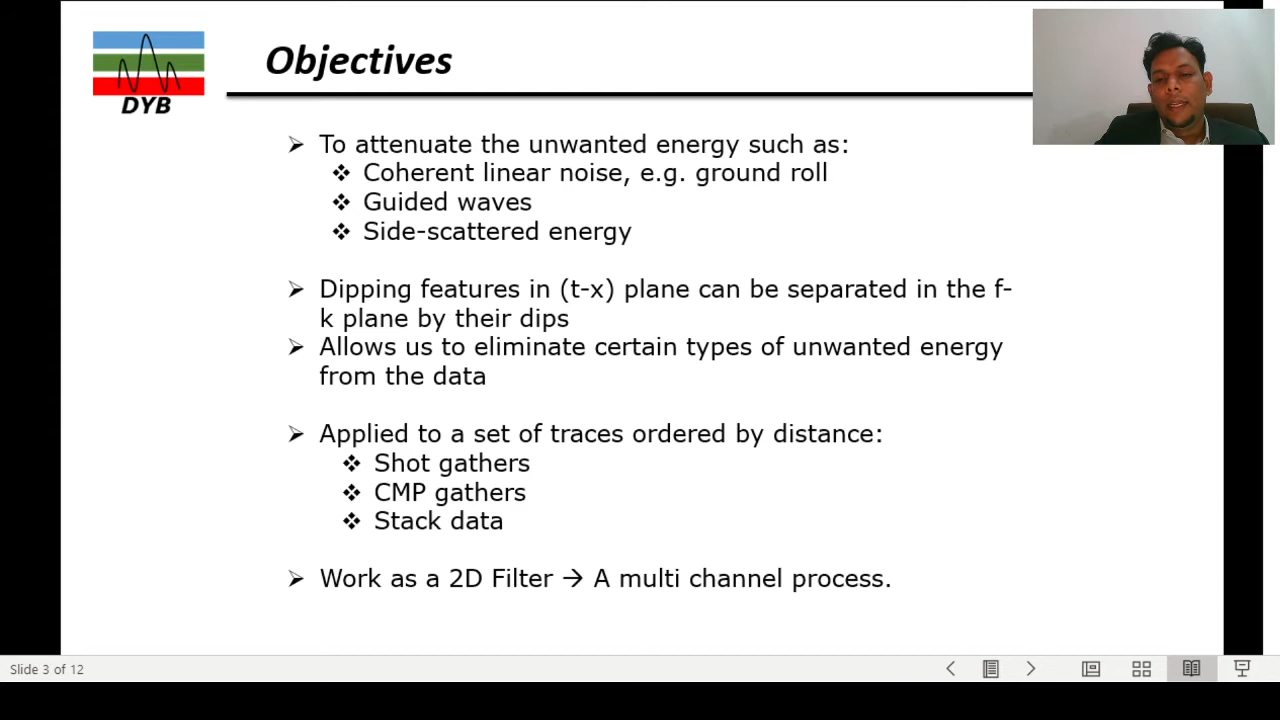 DYB
Objectives
➢ To attenuate the unwanted energy such as:
❖ Coherent linear noise, e.g. ground roll
❖ Guided waves
❖ Side-scattered energy
➢ Dipping features in (t-x) plane can be separated in the f-
k plane by their dips
➢ Allows us to eliminate certain types of unwanted energy
from the data
➢ Applied to a set of traces ordered by distance:
❖ Shot gathers
❖ CMP gathers
❖ Stack data
➢ Work as a 2D Filter → A multi channel process.
Slide 3 of 12